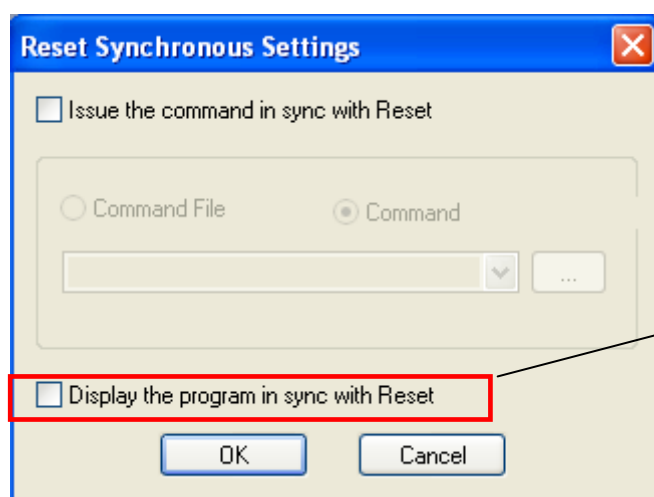 Reset Synchronous Settings
Issue the command in sync with Reset
Command File Command
...
Display the program in sync with Reset
OK Cancel